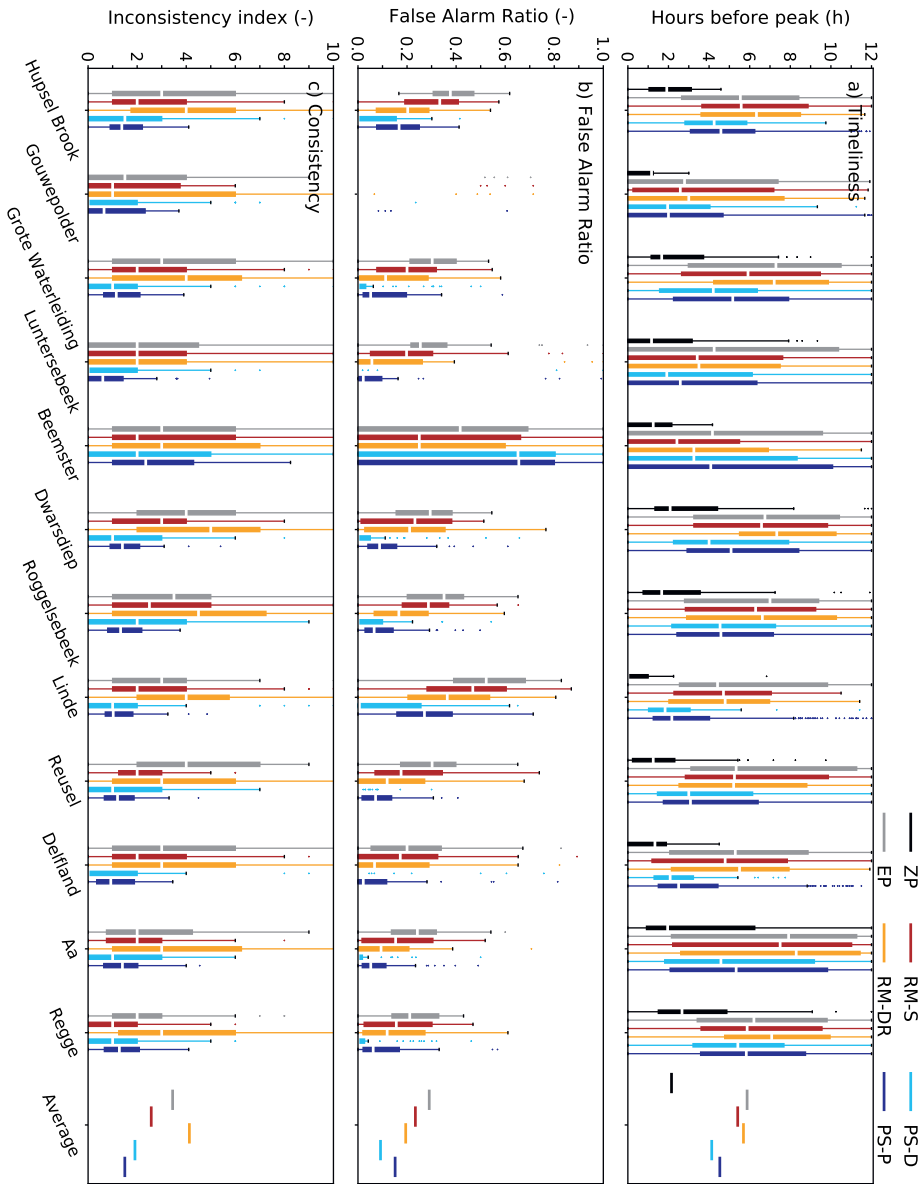 ZP RM-S PS-D
EP RM-DR PS-P
Hours before peak (h)
12
10
8
6
4
2
0
a) Timeliness
False Alarm Ratio (-)
1.0
0.8
0.6
0.4
0.2
0.0
b) False Alarm Ratio
Inconsistency index (-)
10
8
6
4
2
0
c) Consistency
Hupsel Brook
Gouwepolder
Grote Waterleiding
Luntersebeek
Beemster
Dwarsdiep
Roggelsebeek
Linde
Reusel
Delfland
Aa
Regge
Average